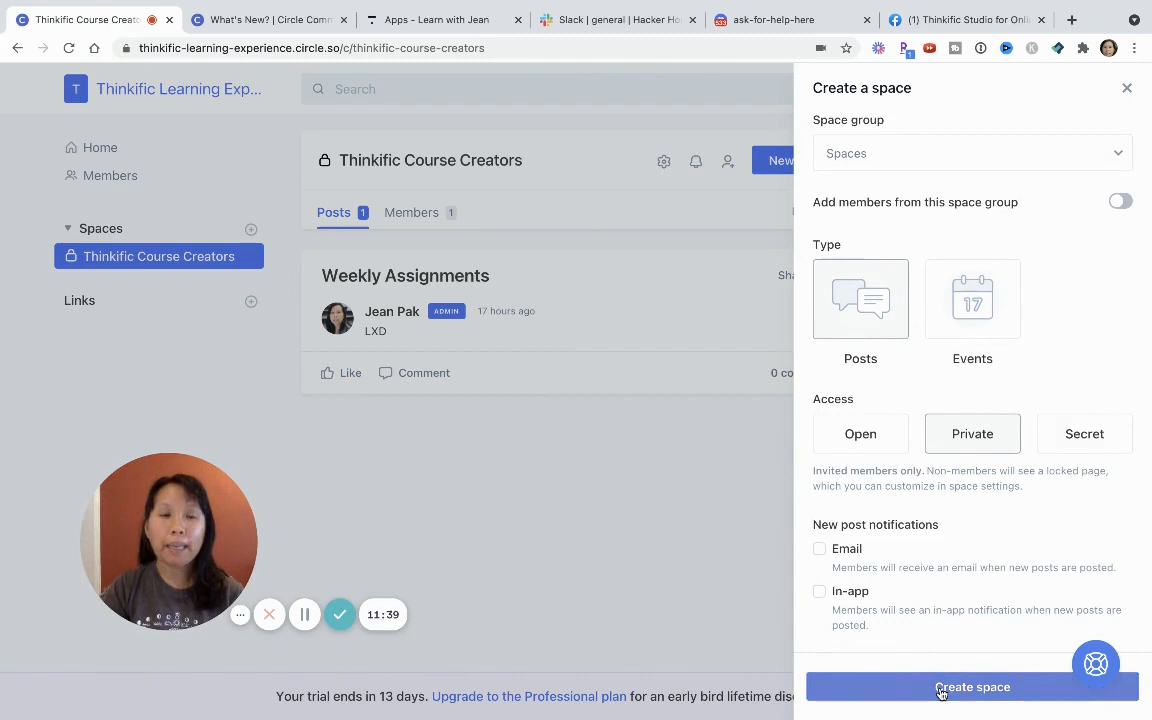 Thinkific Course Creato
What's New? | Circle Comm
Apps - Learn with Jean
Slack | general | Hacker Ho
ask-for-help-here
(1) Thinkific Studio for Onli
thinkific-learning-experience.circle.so/c/thinkific-course-creators
T
Thinkific Learning Exp...
Search
Home
Members
Spaces
Thinkific Course Creators
Links
Thinkific Course Creators
New
Posts 1
Members 1
Weekly Assignments
Sha
Jean Pak
ADMIN
17 hours ago
LXD
Like
Comment
0 co
11:39
Your trial ends in 13 days. Upgrade to the Professional plan for an early bird lifetime disc
Create a space
Space group
Spaces
Add members from this space group
Type
17
Posts
Events
Access
Open
Private
Secret
Invited members only. Non-members will see a locked page,
which you can customize in space settings.
New post notifications
Email
Members will receive an email when new posts are posted.
In-app
Members will see an in-app notification when new posts are
posted.
Create space